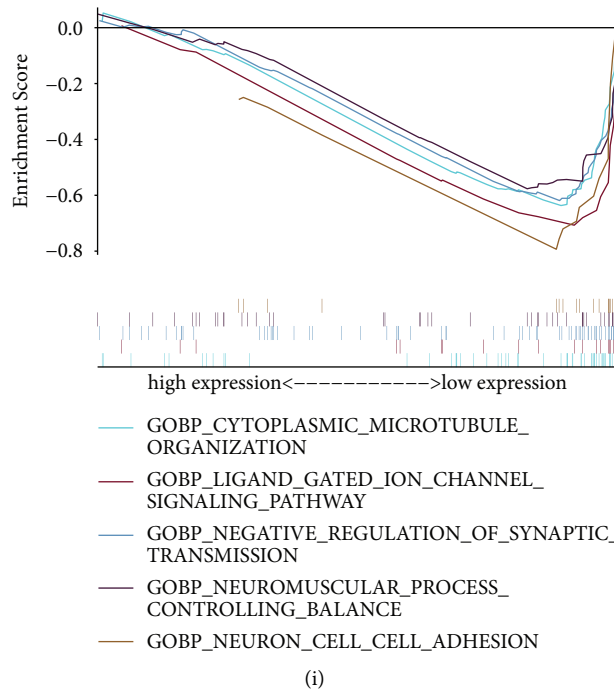 0.0
−0.2
−0.4
−0.6
−0.8
Enrichment Score
high expression<−−−−−−−−−−−>low expression
GOBP_CYTOPLASMIC_MICROTUBULE_
ORGANIZATION
GOBP_LIGAND_GATED_ION_CHANNEL_
SIGNALING_PATHWAY
GOBP_NEGATIVE_REGULATION_OF_SYNAPTIC_
TRANSMISSION
GOBP_NEUROMUSCULAR_PROCESS_
CONTROLLING_BALANCE
GOBP_NEURON_CELL_CELL_ADHESION
(i)